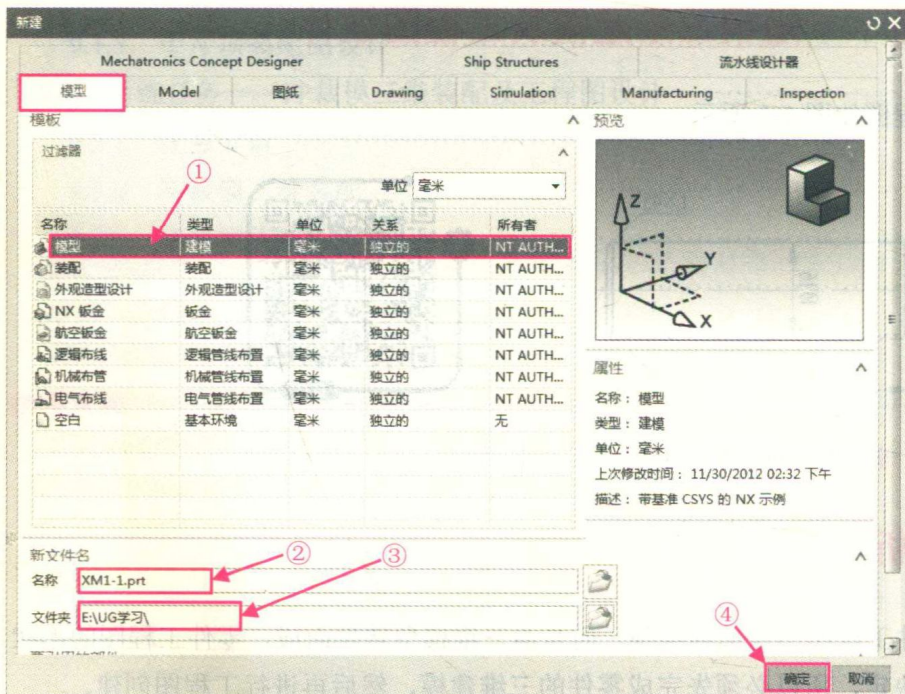 新建
Mechatronics Concept Designer Ship Structures 流水线设计器
模型 Model 图纸 Drawing Simulation Manufacturing Inspection
模板
预览
过滤器
①
单位 毫米
名称 类型 单位 关系 所有者
模型 建模 毫米 独立的 NT AUTH...
装配 装配 毫米 独立的 NT AUTH...
外观造型设计 外观造型设计 毫米 独立的 NT AUTH...
NX 钣金 钣金 毫米 独立的 NT AUTH...
航空钣金 航空钣金 毫米 独立的 NT AUTH...
逻辑布线 逻辑管线布置 毫米 独立的 NT AUTH...
机械布管 机械管线布置 毫米 独立的 NT AUTH...
电气布线 电气管线布置 毫米 独立的 NT AUTH...
空白 基本环境 毫米 独立的 无
Z
Y
X
属性
名称： 模型
类型： 建模
单位： 毫米
上次修改时间： 11/30/2012 02:32 下午
描述： 带基准 CSYS 的 NX 示例
新文件名
② ③
名称 XM1-1.prt
文件夹 E:\UG学习\
④
确定 取消